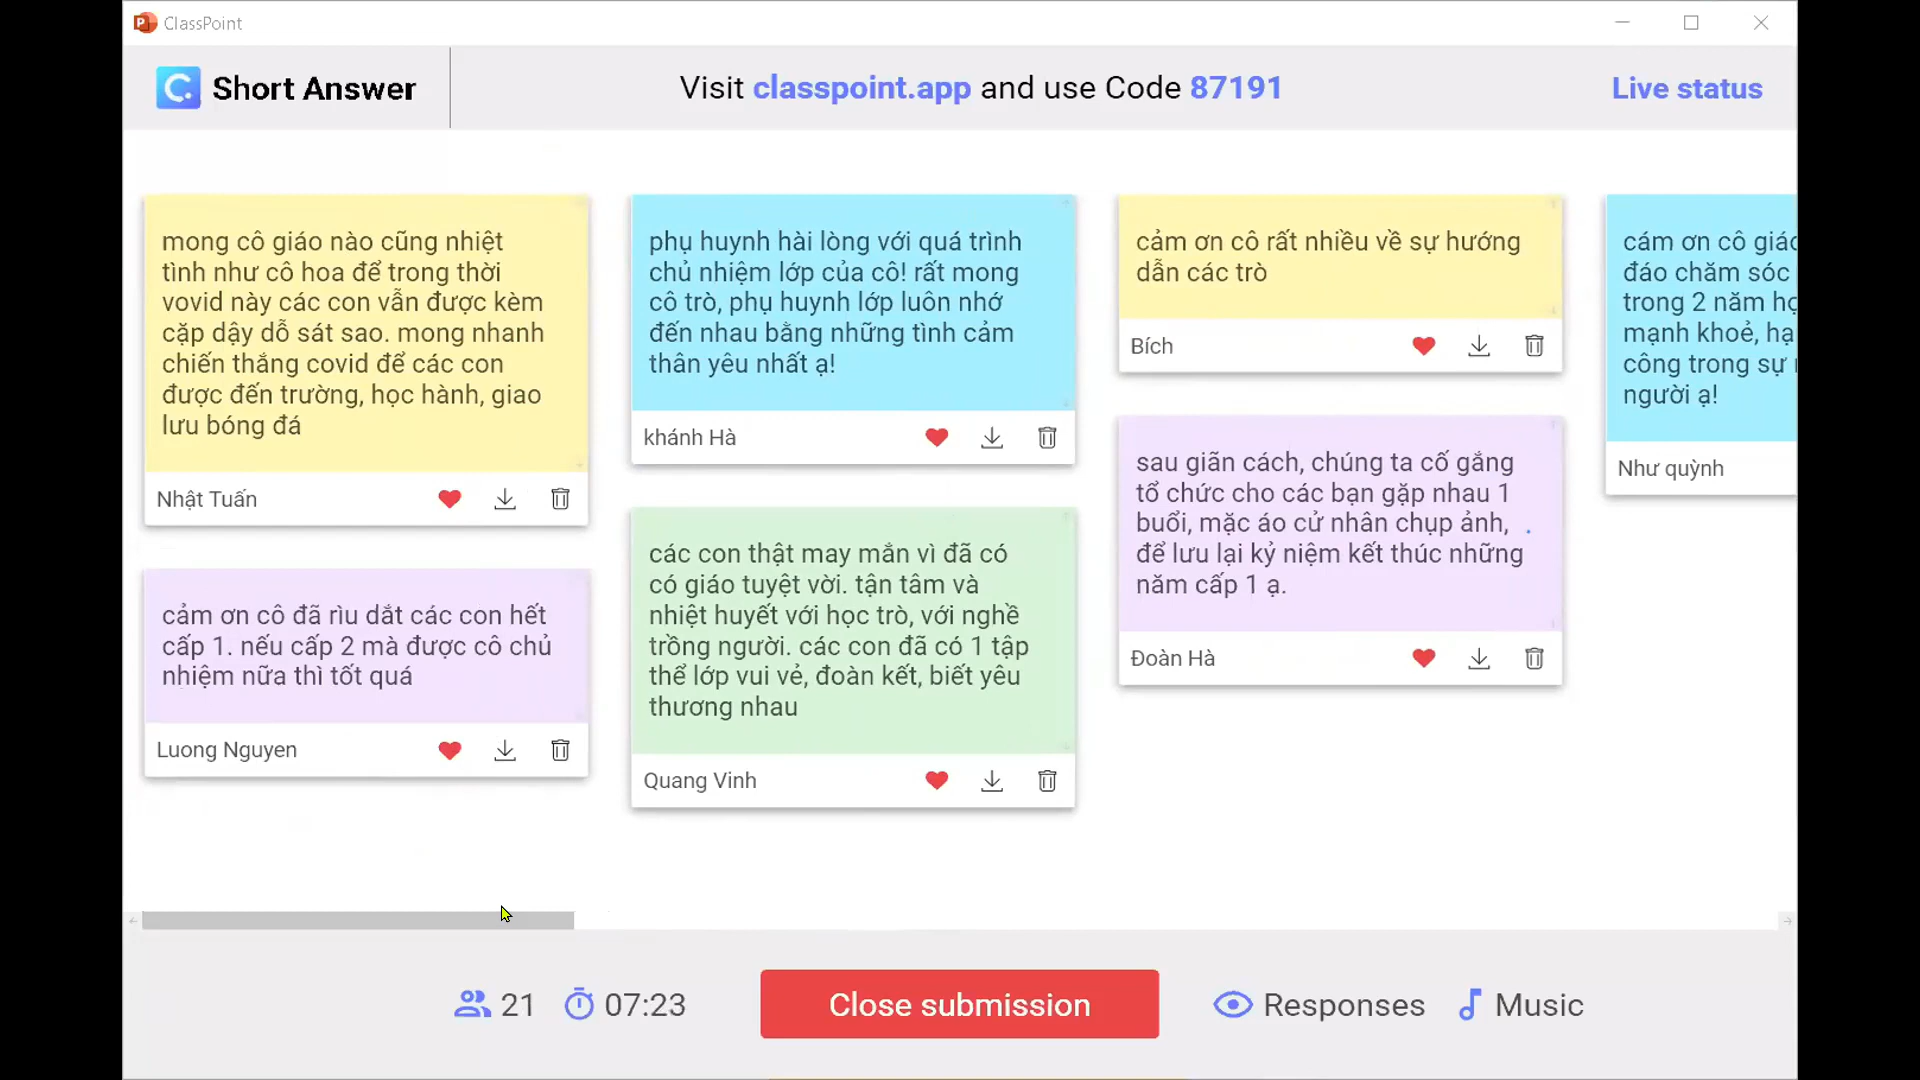 ClassPoint
Short Answer
Visit classpoint.app and use Code 87191
Live status
mong cô giáo nào cũng nhiệt
tình như cô hoa để trong thời
vovid này các con vẫn được kèm
cặp dậy dỗ sát sao. mong nhanh
chiến thắng covid để các con
được đến trường, học hành, giao
lưu bóng đá
Nhật Tuấn
cảm ơn cô đã rìu dắt các con hết
cấp 1. nếu cấp 2 mà được cô chủ
nhiệm nữa thì tốt quá
Luong Nguyen
phụ huynh hài lòng với quá trình
chủ nhiệm lớp của cô! rất mong
cô trò, phụ huynh lớp luôn nhớ
đến nhau bằng những tình cảm
thân yêu nhất ạ!
khánh Hà
các con thật may mắn vì đã có
có giáo tuyệt vời. tận tâm và
nhiệt huyết với học trò, với nghề
trồng người. các con đã có 1 tập
thể lớp vui vẻ, đoàn kết, biết yêu
thương nhau
Quang Vinh
cảm ơn cô rất nhiều về sự hướng
dẫn các trò
Bích
sau giãn cách, chúng ta cố gắng
tổ chức cho các bạn gặp nhau 1
buổi, mặc áo cử nhân chụp ảnh,
để lưu lại kỷ niệm kết thúc những
năm cấp 1 ạ.
Đoàn Hà
cám ơn cô
đáo chăm sóc
trong 2 năm
mạnh khoẻ,
công trong sự
người ạ!
Như quỳnh
21
07:23
Close submission
Responses
Music